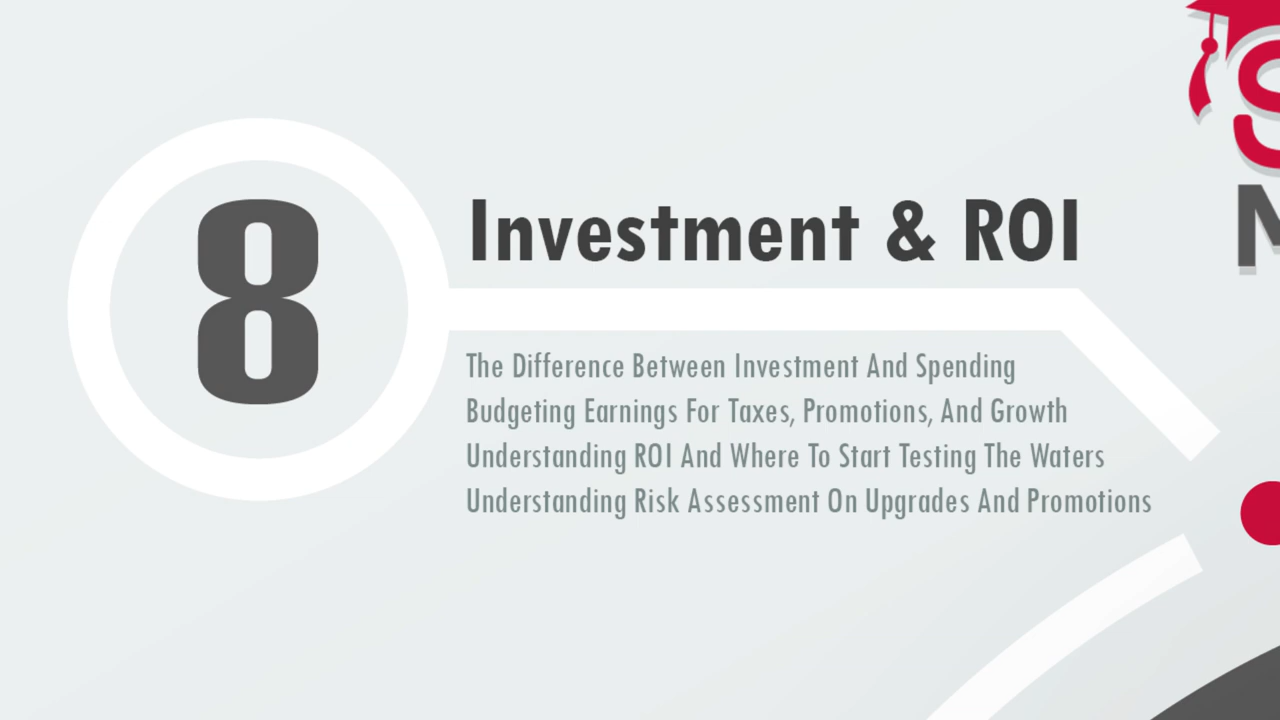 8
Investment & ROI
The Difference Between Investment And Spending
Budgeting Earnings For Taxes, Promotions, And Growth
Understanding ROI And Where To Start Testing The Waters
Understanding Risk Assessment On Upgrades And Promotions